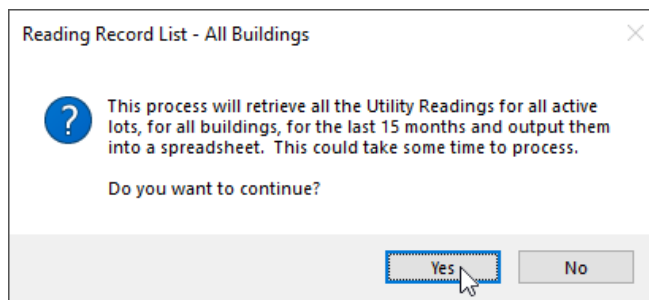 Reading Record List - All Buildings
This process will retrieve all the Utility Readings for all active
lots, for all buildings, for the last 15 months and output them
into a spreadsheet.  This could take some time to process.
Do you want to continue?
Yes
No